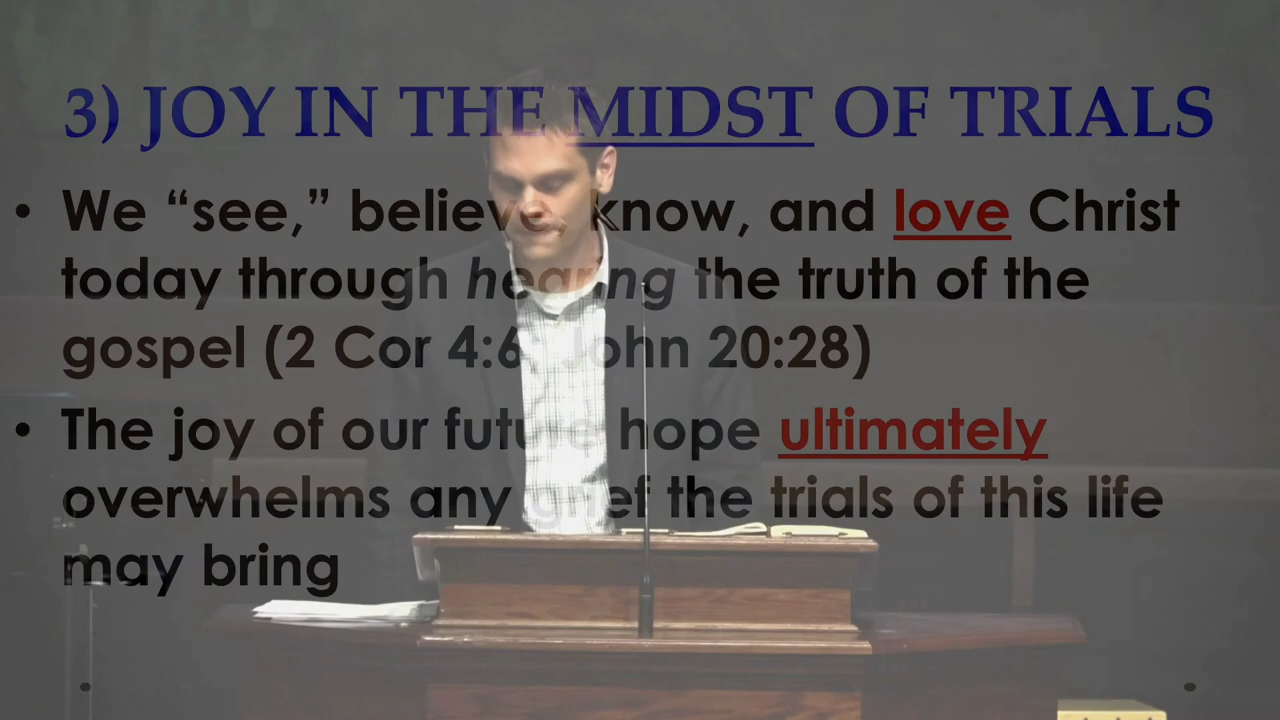 3) JOY IN THE MIDST OF TRIALS
• We “see,” believe, know, and love Christ
today through hearing the truth of the
gospel (2 Cor 4:6; John 20:28)
• The joy of our future hope ultimately
overwhelms any grief the trials of this life
may bring